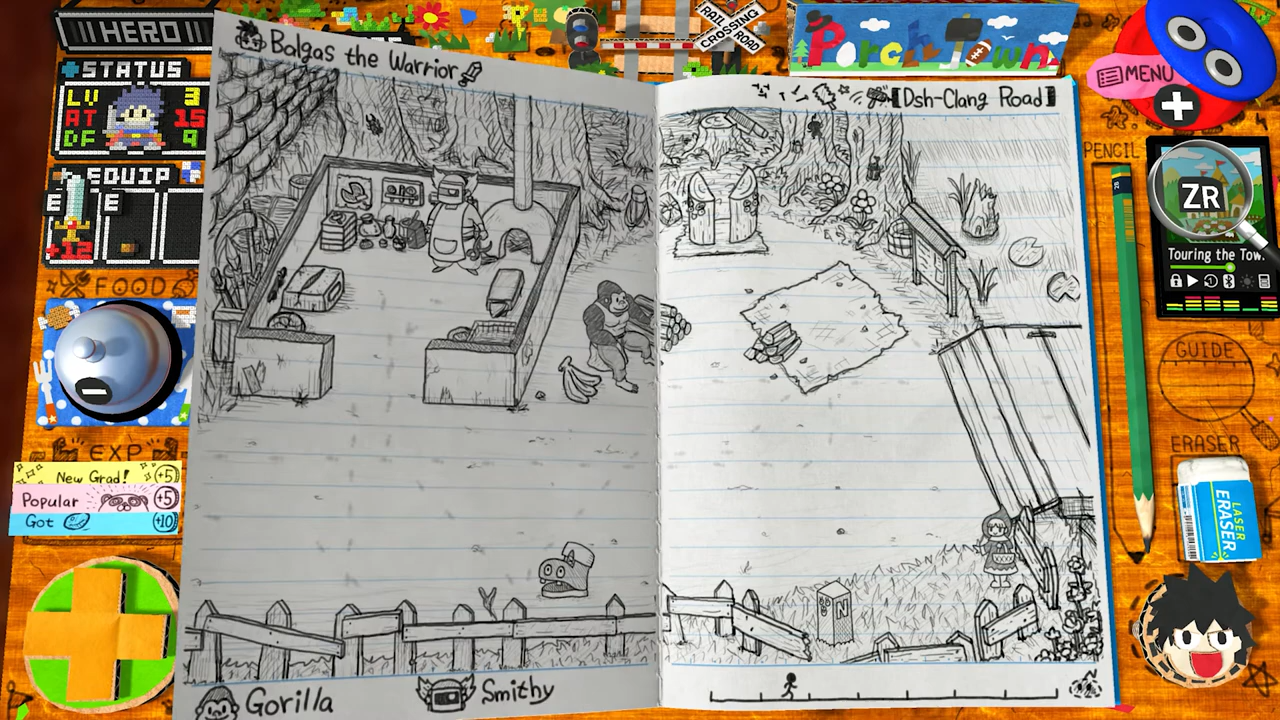 HERO
STATUS
LV 3
AT 15
DF 9
EQUIP
E E
+12
FOOD
EXP
New Grad! +5
Popular +5
Got +10
Balgas the Warrior
Gorilla
Smithy
RAIL ROAD
CROSSING
Porch Town
Dsh-Clang Road
N
MENU
PENCIL
ZR
Touring the Tow
GUIDE
ERASER
LASER
ERASER